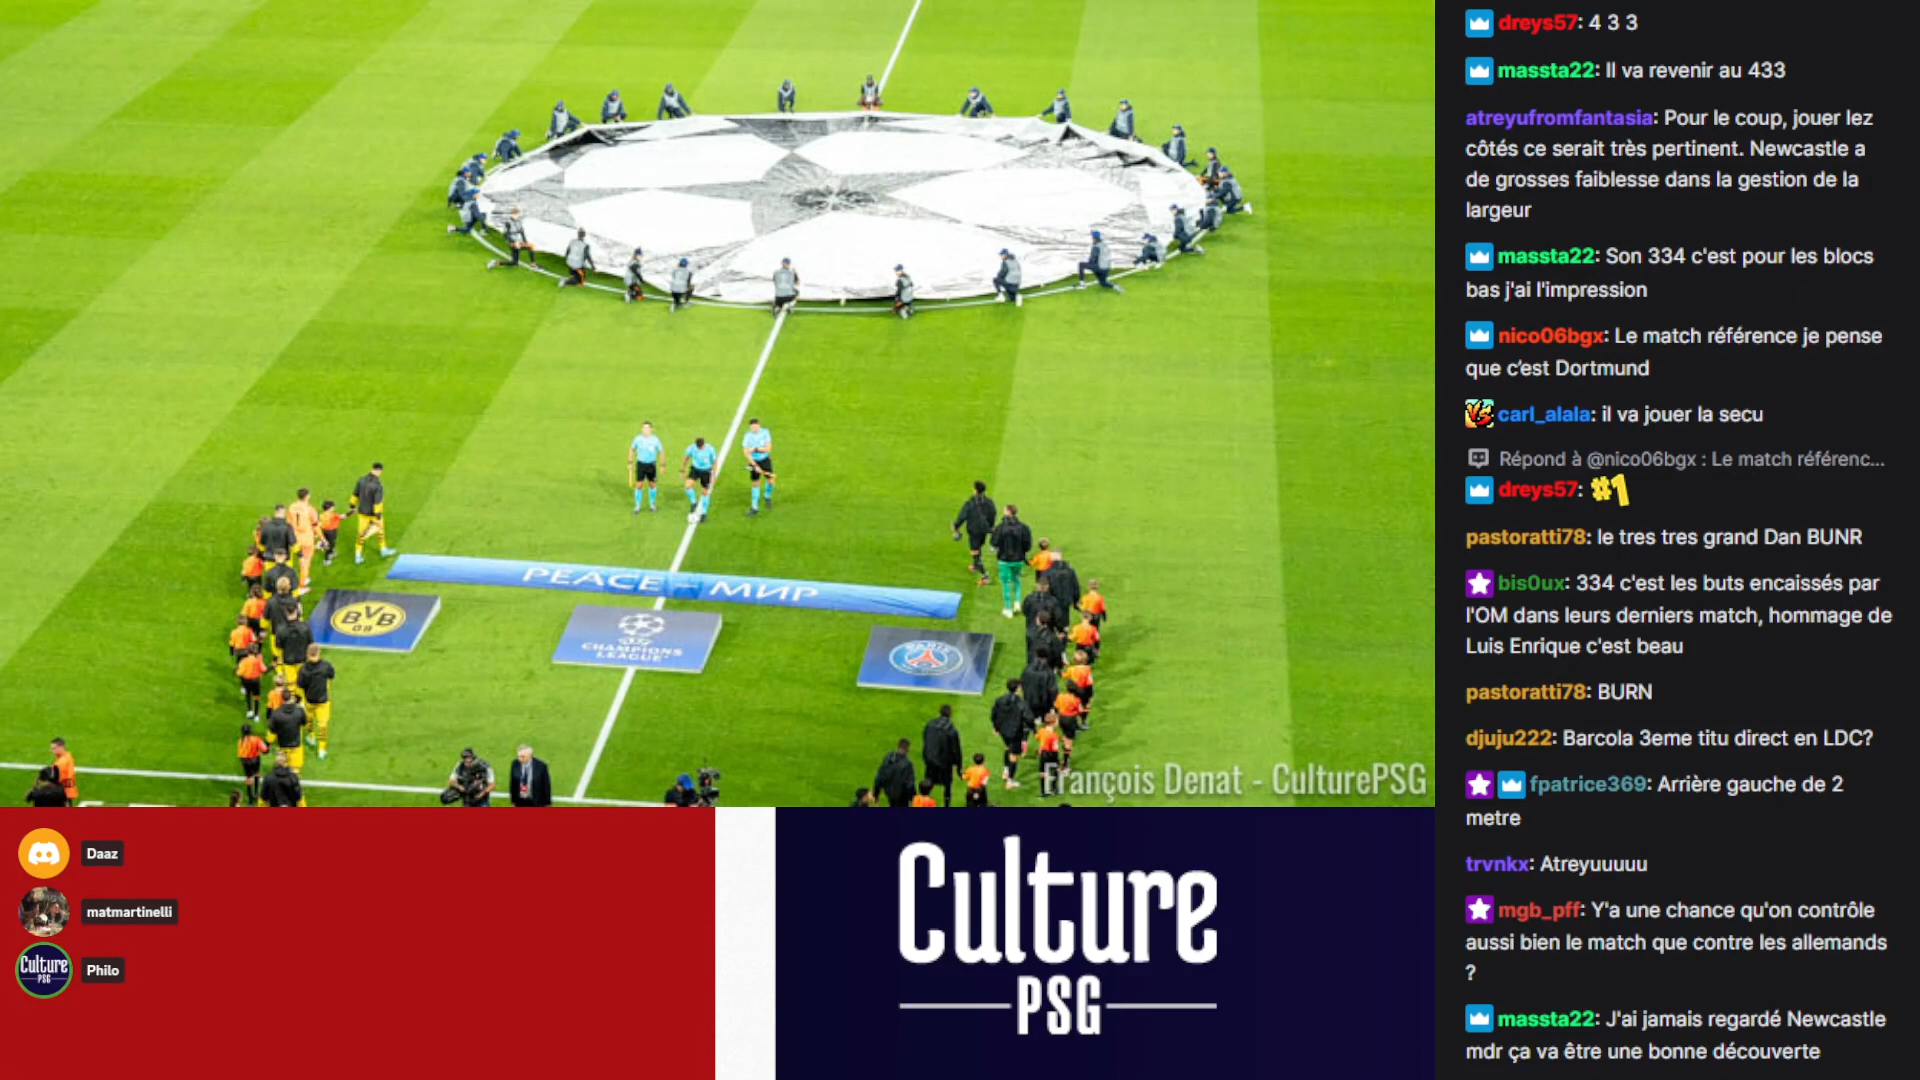 PEACE - МИР
BVB
09
CHAMPIONS
LEAGUE
PARIS
François Denat - CulturePSG
Daaz
matmartinelli
Culture
PSG
Philo
Culture
PSG
dreys57: 4 3 3
massta22: Il va revenir au 433
atreyufromfantasia: Pour le coup, jouer lez
côtés ce serait très pertinent. Newcastle a
de grosses faiblesse dans la gestion de la
largeur
massta22: Son 334 c'est pour les blocs
bas j'ai l'impression
nico06bgx: Le match référence je pense
que c’est Dortmund
carl_alala: il va jouer la secu
Répond à @nico06bgx : Le match référenc...
dreys57: #1
pastoratti78: le tres tres grand Dan BUNR
bis0ux: 334 c'est les buts encaissés par
l'OM dans leurs derniers match, hommage de
Luis Enrique c'est beau
pastoratti78: BURN
djuju222: Barcola 3eme titu direct en LDC?
fpatrice369: Arrière gauche de 2
metre
trvnkx: Atreyuuuuu
mgb_pff: Y'a une chance qu'on contrôle
aussi bien le match que contre les allemands
?
massta22: J'ai jamais regardé Newcastle
mdr ça va être une bonne découverte